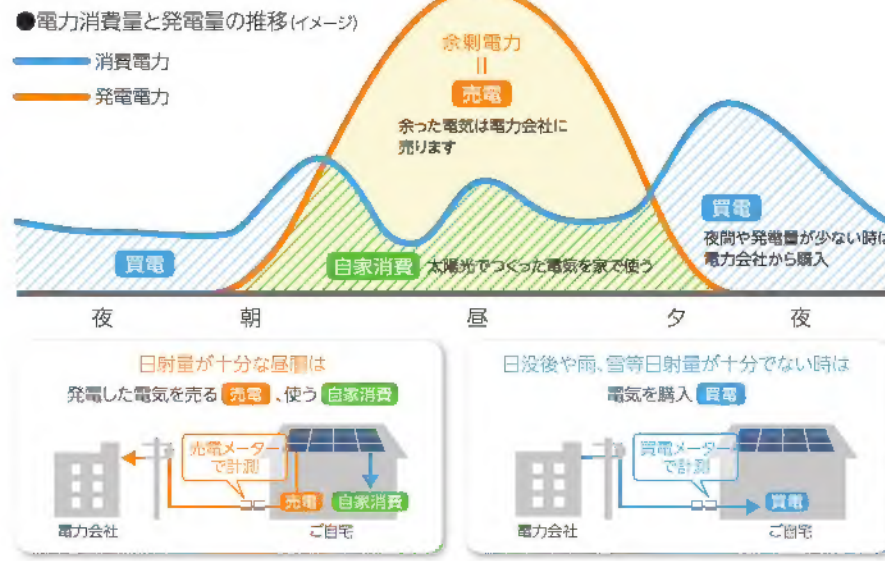 ●電力消費量と発電量の推移(イメージ)
消費電力
発電電力
余剰電力
=
売電
余った電気は電力会社に
売ります
買電
自家消費 太陽光でつくった電気を家で使う
買電
夜間や発電量が少ない時は
電力会社から購入
夜 朝 昼 夕 夜
日射量が十分な昼間は
発電した電気を売る 売電 、使う 自家消費
売電メーター
で計測
売電 自家消費
電力会社 ご自宅
日没後や雨、雪等日射量が十分でない時は
電気を購入 買電
買電メーター
で計測
買電
電力会社 ご自宅